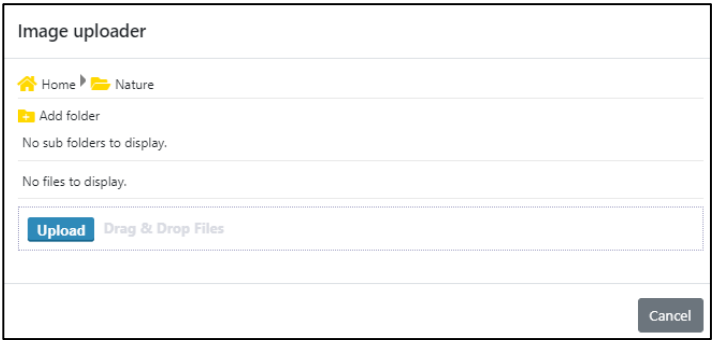 Image uploader
Home Nature
Add folder
No sub folders to display.
No files to display.
Upload Drag & Drop Files
Cancel